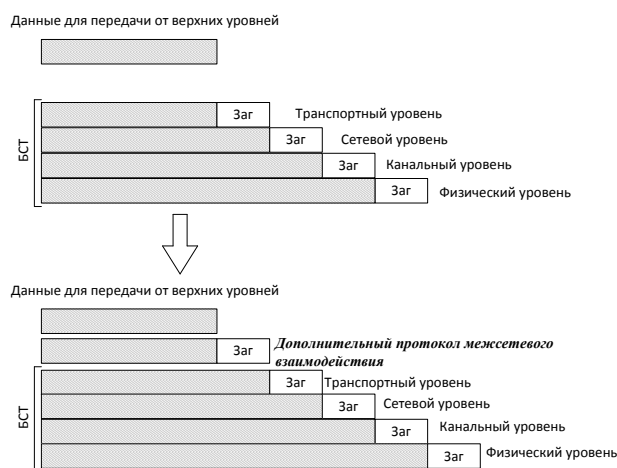 Данные для передачи от верхних уровней
Заг Транспортный уровень
Заг Сетевой уровень
Заг Канальный уровень
Заг Физический уровень
БСТ
Данные для передачи от верхних уровней
Заг Дополнительный протокол межсетевого
взаимодействия
Заг Транспортный уровень
Заг Сетевой уровень
Заг Канальный уровень
Заг Физический уровень
БСТ